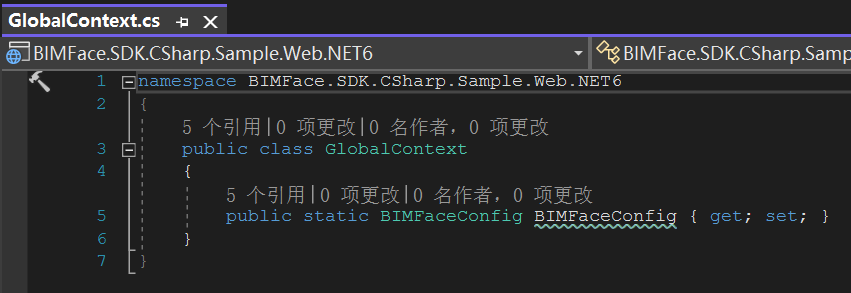 GlobalContext.cs
BIMFace.SDK.CSharp.Sample.Web.NET6 BIMFace.SDK.CSharp.Samp
1 namespace BIMFace.SDK.CSharp.Sample.Web.NET6
2 {
5 个引用|0 项更改|0 名作者，0 项更改
3 public class GlobalContext
4 {
5 个引用|0 项更改|0 名作者，0 项更改
5 public static BIMFaceConfig BIMFaceConfig { get; set; }
6 }
7 }